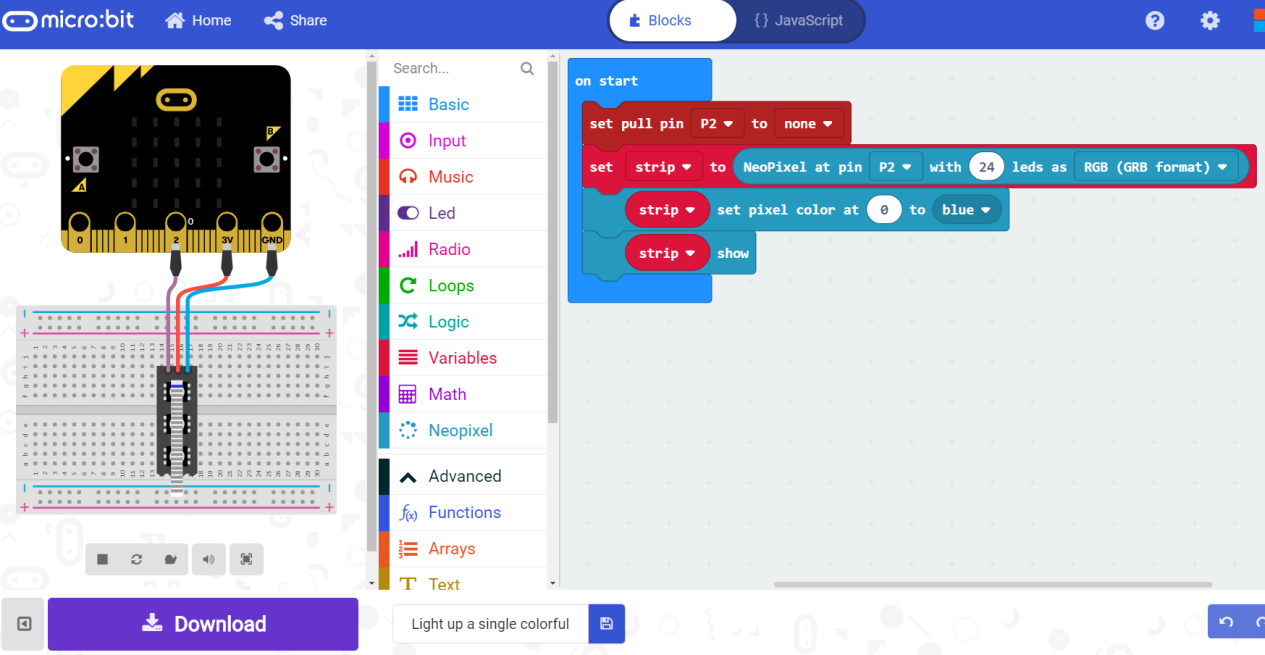 micro:bit Home Share Blocks { } JavaScript ?
Search...
Basic
Input
Music
Led
Radio
Loops
Logic
Variables
Math
Neopixel
Advanced
Functions
Arrays
Text
on start
set pull pin P2 to none
set strip to NeoPixel at pin P2 with 24 leds as RGB (GRB format)
strip set pixel color at 0 to blue
strip show
B
A
0
0 1 2 3V GND
Download
Light up a single colorful